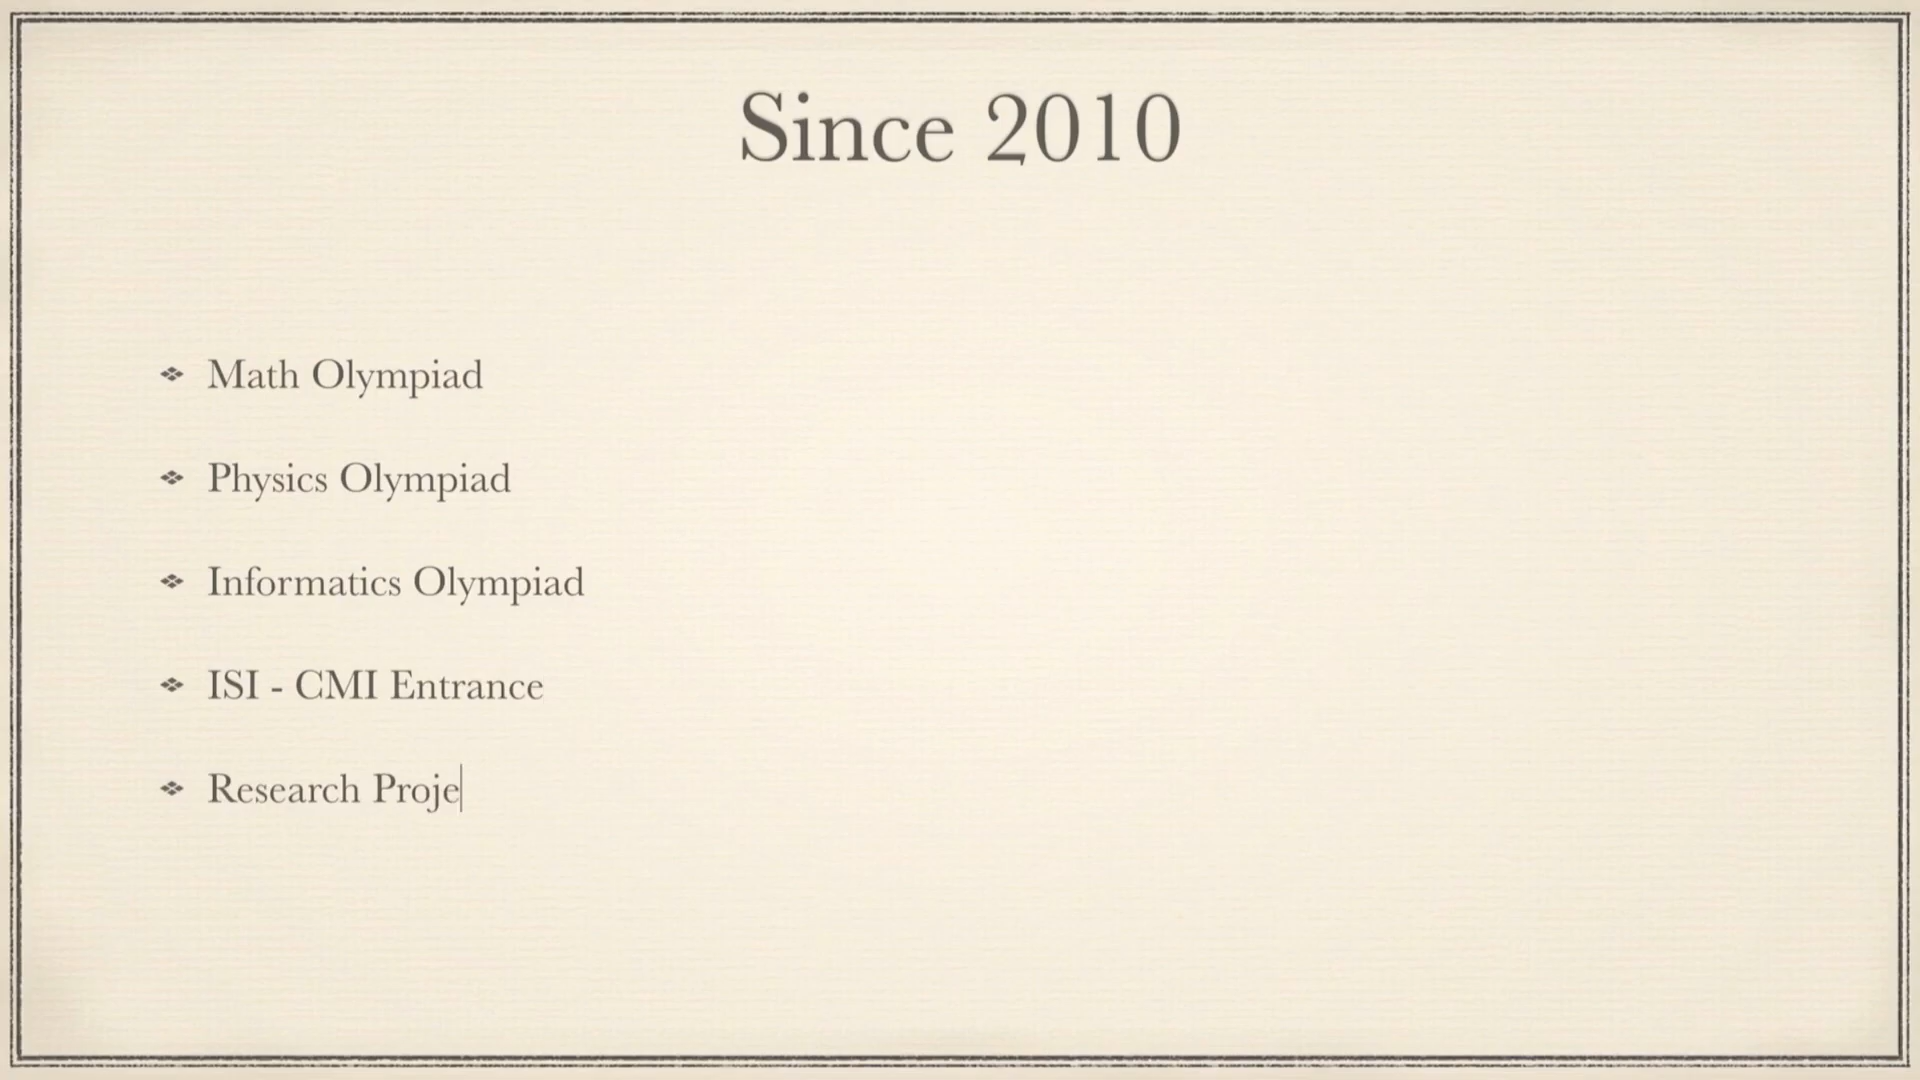 Since 2010
Math Olympiad
Physics Olympiad
Informatics Olympiad
ISI - CMI Entrance
Research Proje